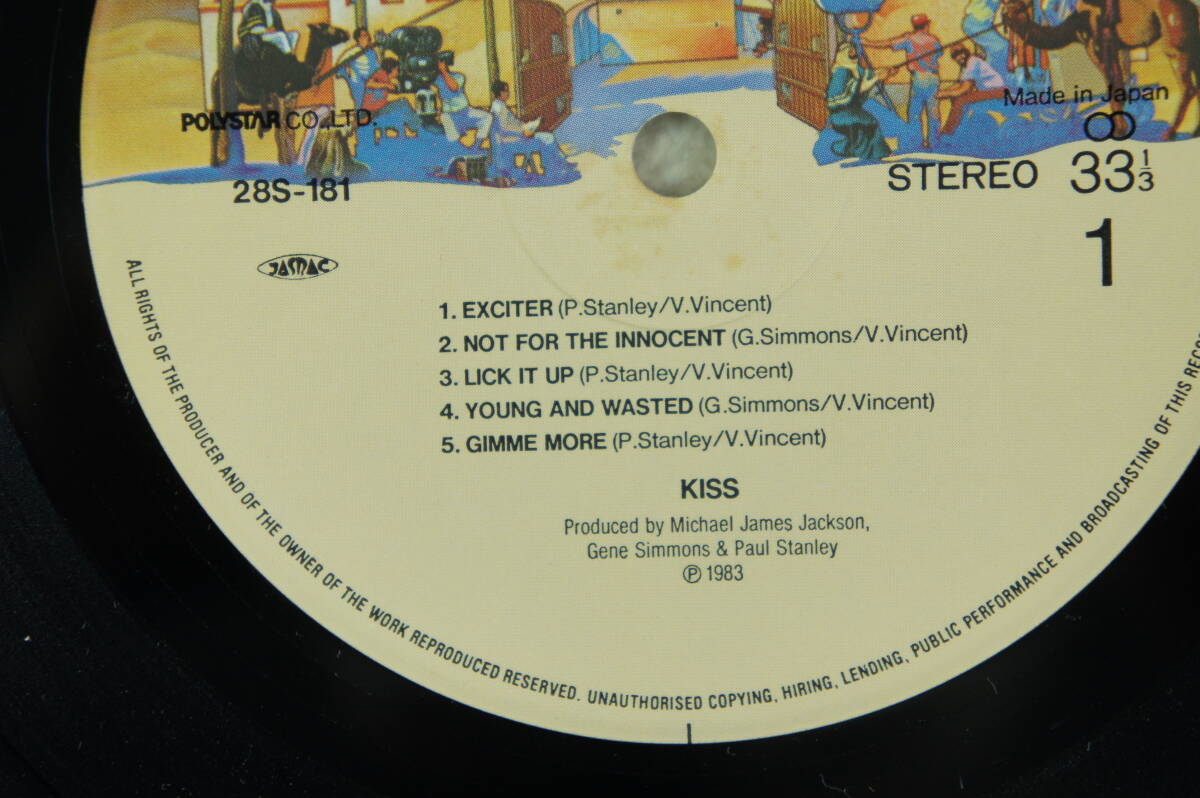 POLYSTAR CO.,LTD.
Made in Japan
28S-181
STEREO 33 1/3
1
JASRAC
1. EXCITER (P.Stanley/V.Vincent)
2. NOT FOR THE INNOCENT (G.Simmons/V.Vincent)
3. LICK IT UP (P.Stanley/V.Vincent)
4. YOUNG AND WASTED (G.Simmons/V.Vincent)
5. GIMME MORE (P.Stanley/V.Vincent)
KISS
Produced by Michael James Jackson,
Gene Simmons & Paul Stanley
Ⓟ 1983
ALL RIGHTS OF THE PRODUCER AND OF THE OWNER OF THE WORK REPRODUCED RESERVED. UNAUTHORISED COPYING, HIRING, LENDING, PUBLIC PERFORMANCE AND BROADCASTING OF THIS